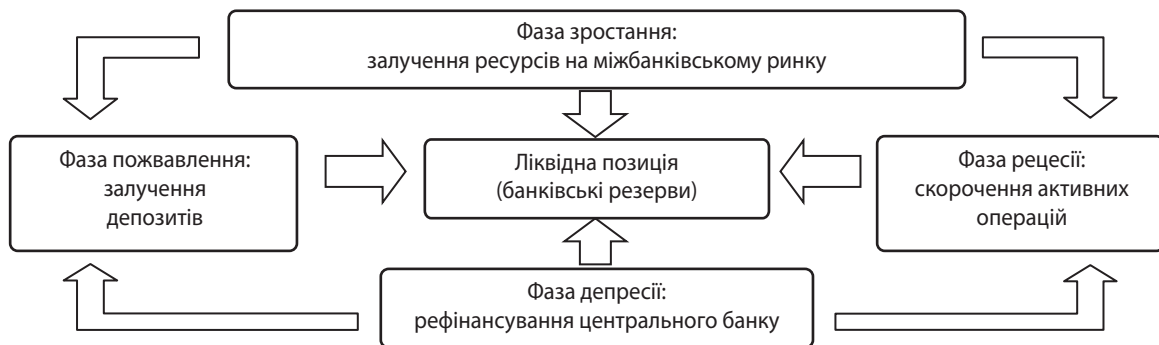 Фаза зростання:
залучення ресурсів на міжбанківському ринку
Фаза пожвавлення:
залучення
депозитів
Ліквідна позиція
(банківські резерви)
Фаза рецесії:
скорочення активних
операцій
Фаза депресії:
рефінансування центрального банку